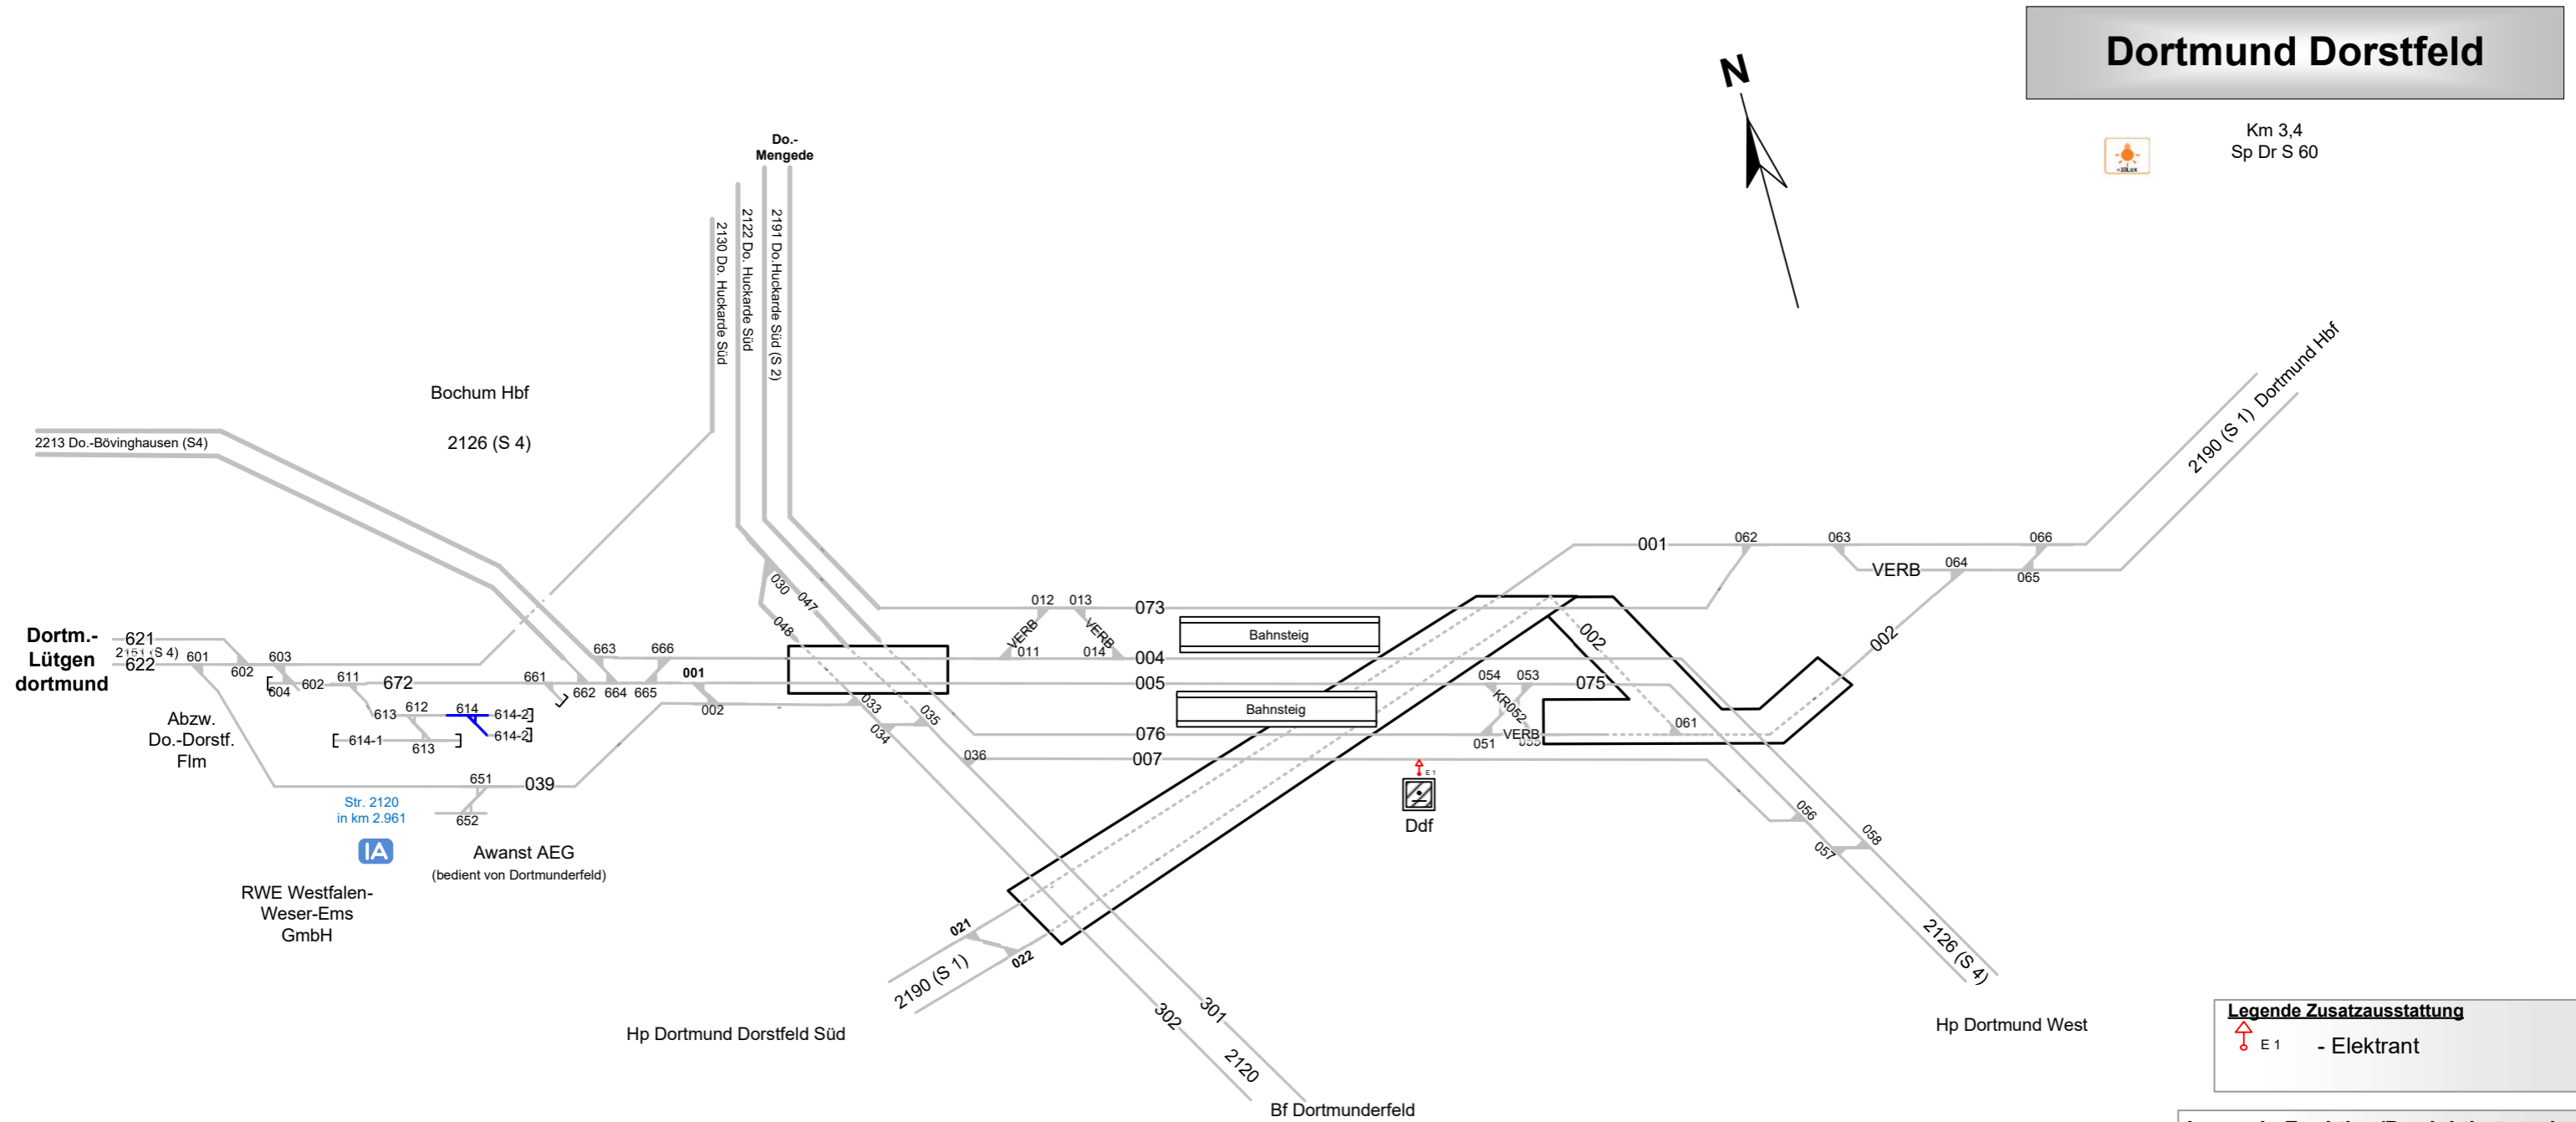 Dortmund Dorstfeld
Km 3,4
Sp Dr S 60
<10Lux
N
Do.-
Mengede
2130 Do. Huckarde Süd
2122 Do. Huckarde Süd
2191 Do.Huckarde Süd (S 2)
Bochum Hbf
2126 (S 4)
2213 Do.-Bövinghausen (S4)
2190 (S 1) Dortmund Hbf
Dortm.-
Lütgen
dortmund
621
622
601
602
603
604
602
611
672
661
662
663
664
665
666
001
002
613
612
614
614-2
614-2
614-1
613
651
039
652
Abzw.
Do.-Dorstf.
Flm
Str. 2120
in km 2.961
IA
Awanst AEG
(bedient von Dortmunderfeld)
RWE Westfalen-
Weser-Ems
GmbH
030
047
048
033
034
035
036
012
013
073
VERB
VERB
011
014
004
005
076
007
Bahnsteig
Bahnsteig
054
053
075
KR052
051
VERB
E 1
Ddf
001
002
062
063
066
VERB
064
065
002
061
056
057
058
2126 (S 4)
Hp Dortmund West
021
022
2190 (S 1)
Hp Dortmund Dorstfeld Süd
302
301
2120
Bf Dortmunderfeld
Legende Zusatzausstattung
E 1 - Elektrant